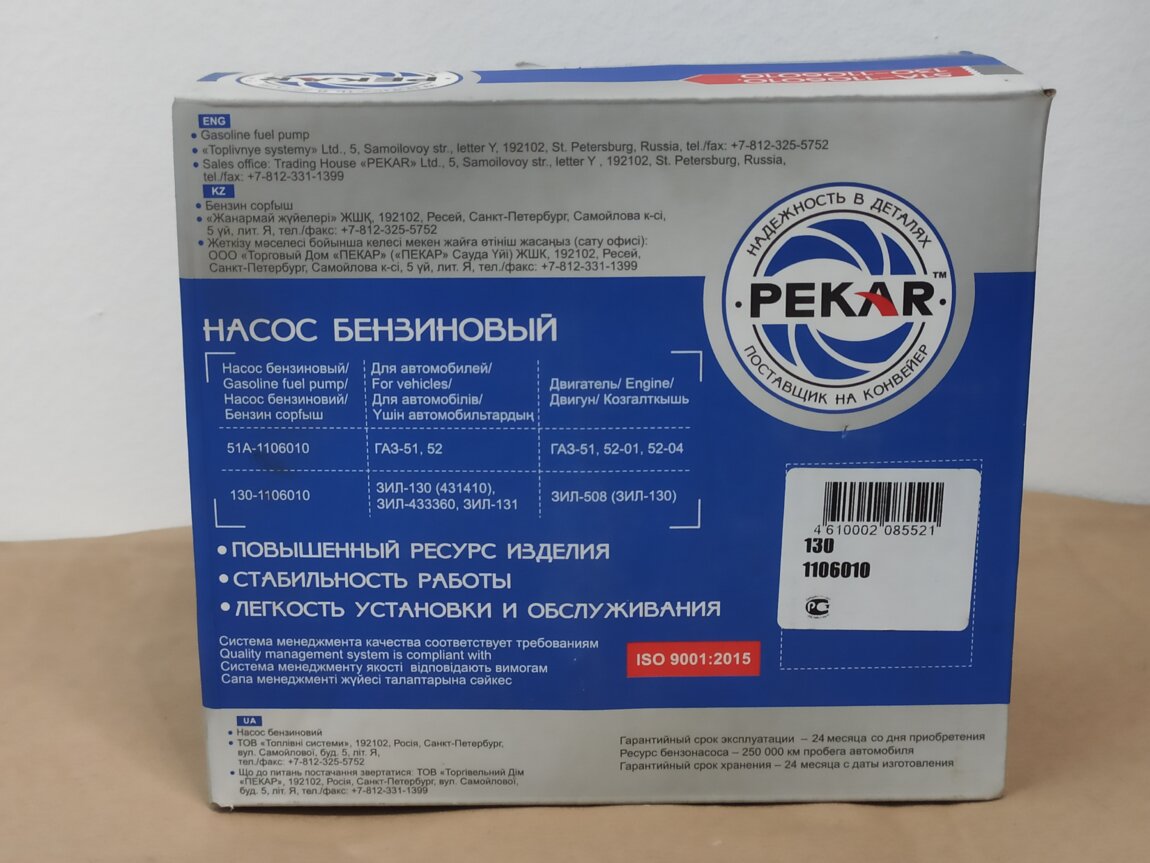 ENG
• Gasoline fuel pump
• «Toplivnye systemy» Ltd., 5, Samoilovoy str., letter Y, 192102, St. Petersburg, Russia, tel./fax: +7-812-325-5752
• Sales office: Trading House «PEKAR» Ltd., 5, Samoilovoy str., letter Y , 192102, St. Petersburg, Russia,
tel./fax: +7-812-331-1399
KZ
• Бензин сорғыш
• «Жанармай жүйелері» ЖШҚ, 192102, Ресей, Санкт-Петербург, Самойлова к-сі,
5 үй, лит. Я, тел./факс: +7-812-325-5752
• Жеткізу мәселесі бойынша келесі мекен жайға өтініш жасаңыз (сату офисі):
ООО «Торговый Дом «ПЕКАР» («ПЕКАР» Сауда Үйі) ЖШК, 192102, Ресей,
Санкт-Петербург, Самойлова к-сі, 5 үй, лит. Я, тел./факс: +7-812-331-1399
НАДЕЖНОСТЬ В ДЕТАЛЯХ
PEKAR™
ПОСТАВЩИК НА КОНВЕЙЕР
НАСОС БЕНЗИНОВЫЙ
Насос бензиновый/
Gasoline fuel pump/
Насос бензиновий/
Бензин сорғыш
Для автомобилей/
For vehicles/
Для автомобілів/
Үшін автомобильтардың
Двигатель/ Engine/
Двигун/ Козгалткышь
51А-1106010 ГАЗ-51, 52 ГАЗ-51, 52-01, 52-04
130-1106010 ЗИЛ-130 (431410), ЗИЛ-508 (ЗИЛ-130)
ЗИЛ-433360, ЗИЛ-131
4 610002 085521
130
1106010
• ПОВЫШЕННЫЙ РЕСУРС ИЗДЕЛИЯ
• СТАБИЛЬНОСТЬ РАБОТЫ
• ЛЕГКОСТЬ УСТАНОВКИ И ОБСЛУЖИВАНИЯ
Система менеджмента качества соответствует требованиям
Quality management system is compliant with
Система менеджменту якості відповідають вимогам
Сапа менеджменті жүйесі талаптарына сәйкес
ISO 9001:2015
UA
• Насос бензиновий
• ТОВ «Топлівні системи», 192102, Росія, Санкт-Петербург,
вул. Самойлової, буд. 5, літ. Я,
тел./факс: +7-812-325-5752
• Що до питань постачання звертатися: ТОВ «Торгівельний Дім
«ПЕКАР», 192102, Росія, Санкт-Петербург, вул. Самойлової,
буд. 5, літ. Я, тел./факс: +7-812-331-1399
Гарантийный срок эксплуатации – 24 месяца со дня приобретения
Ресурс бензонасоса – 250 000 км пробега автомобиля
Гарантийный срок хранения – 24 месяца с даты изготовления